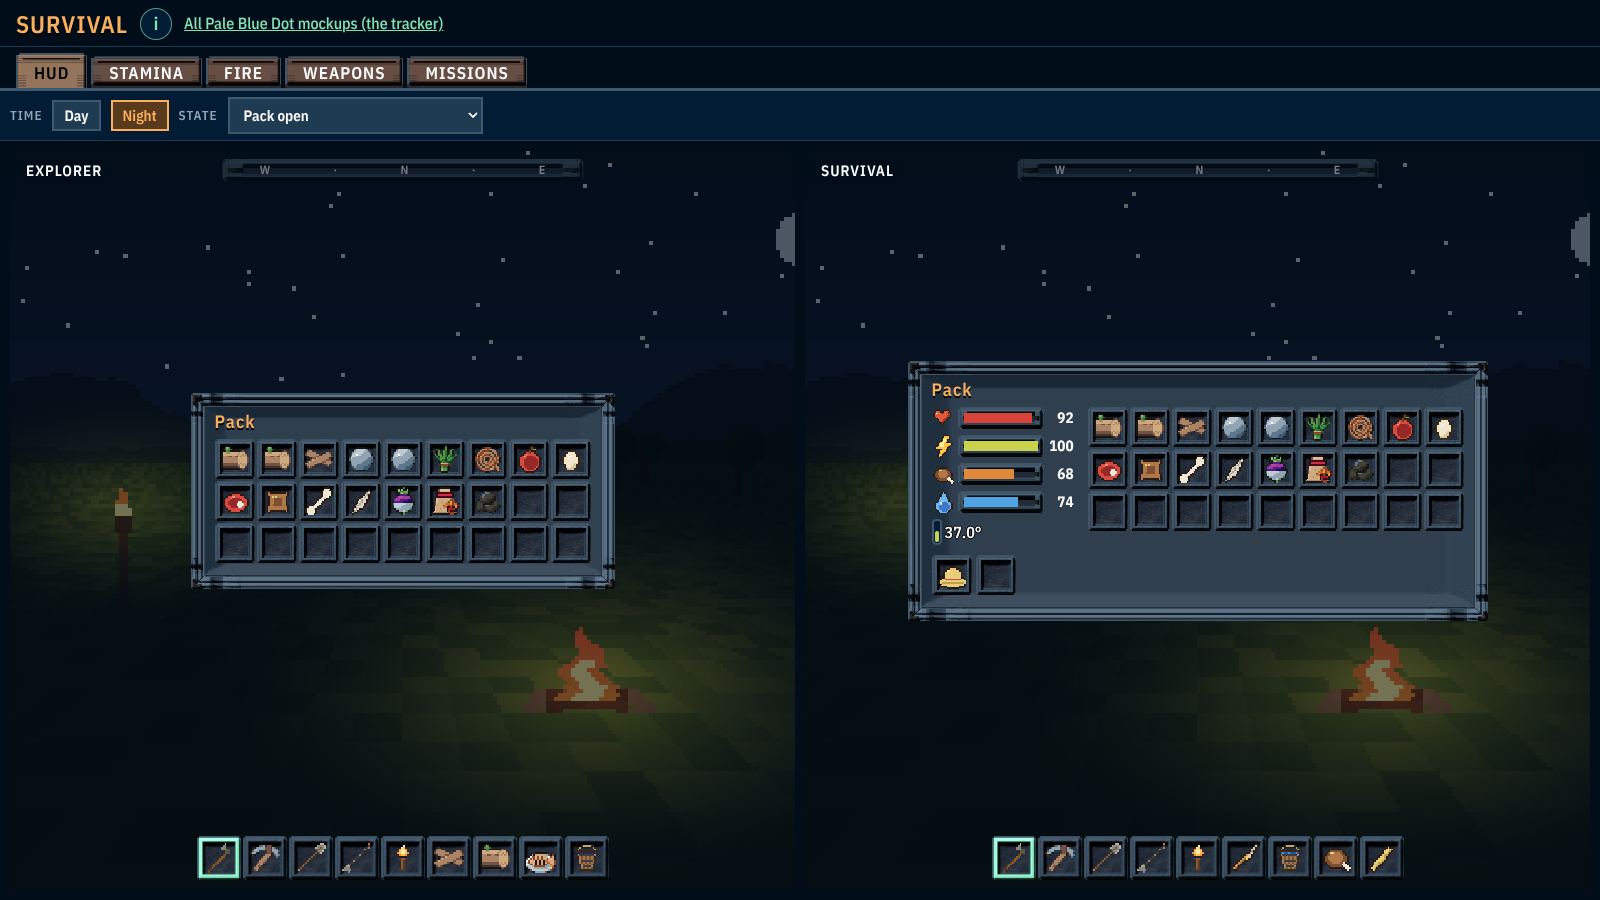 SURVIVAL i All Pale Blue Dot mockups (the tracker)
HUD STAMINA FIRE WEAPONS MISSIONS
TIME Day Night STATE Pack open
EXPLORER W · N · E
SURVIVAL W · N · E
Pack
Pack
92
100
68
74
37.0°